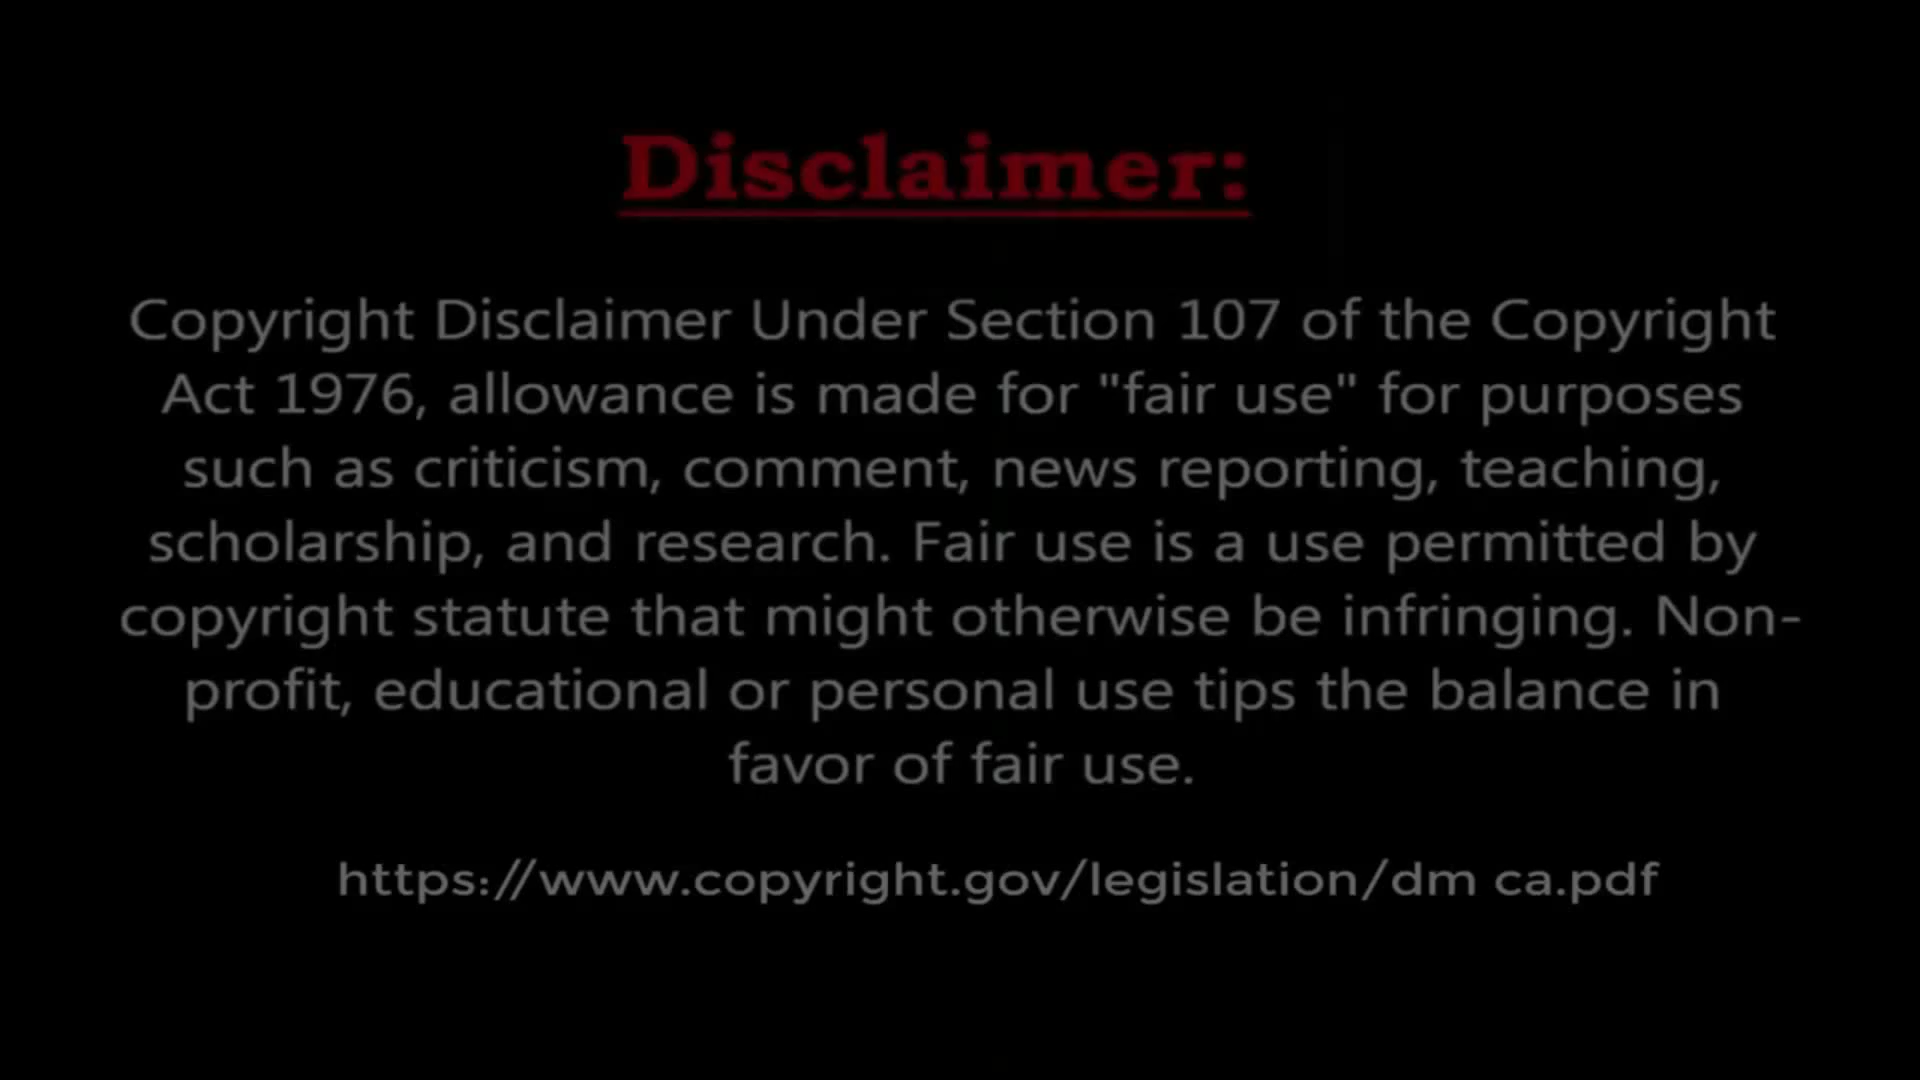 Disclaimer:
Copyright Disclaimer Under Section 107 of the Copyright
Act 1976, allowance is made for "fair use" for purposes
such as criticism, comment, news reporting, teaching,
scholarship, and research. Fair use is a use permitted by
copyright statute that might otherwise be infringing. Non-
profit, educational or personal use tips the balance in
favor of fair use.
https://www.copyright.gov/legislation/dm ca.pdf